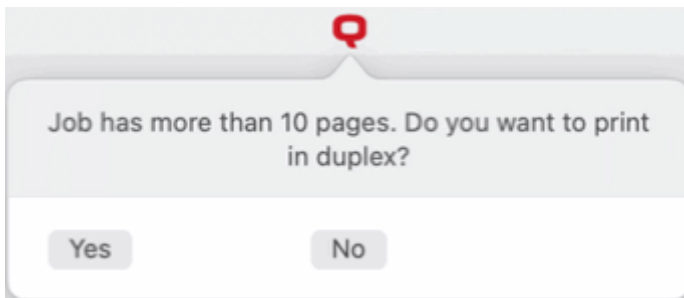 Q
Job has more than 10 pages. Do you want to print
in duplex?
Yes No